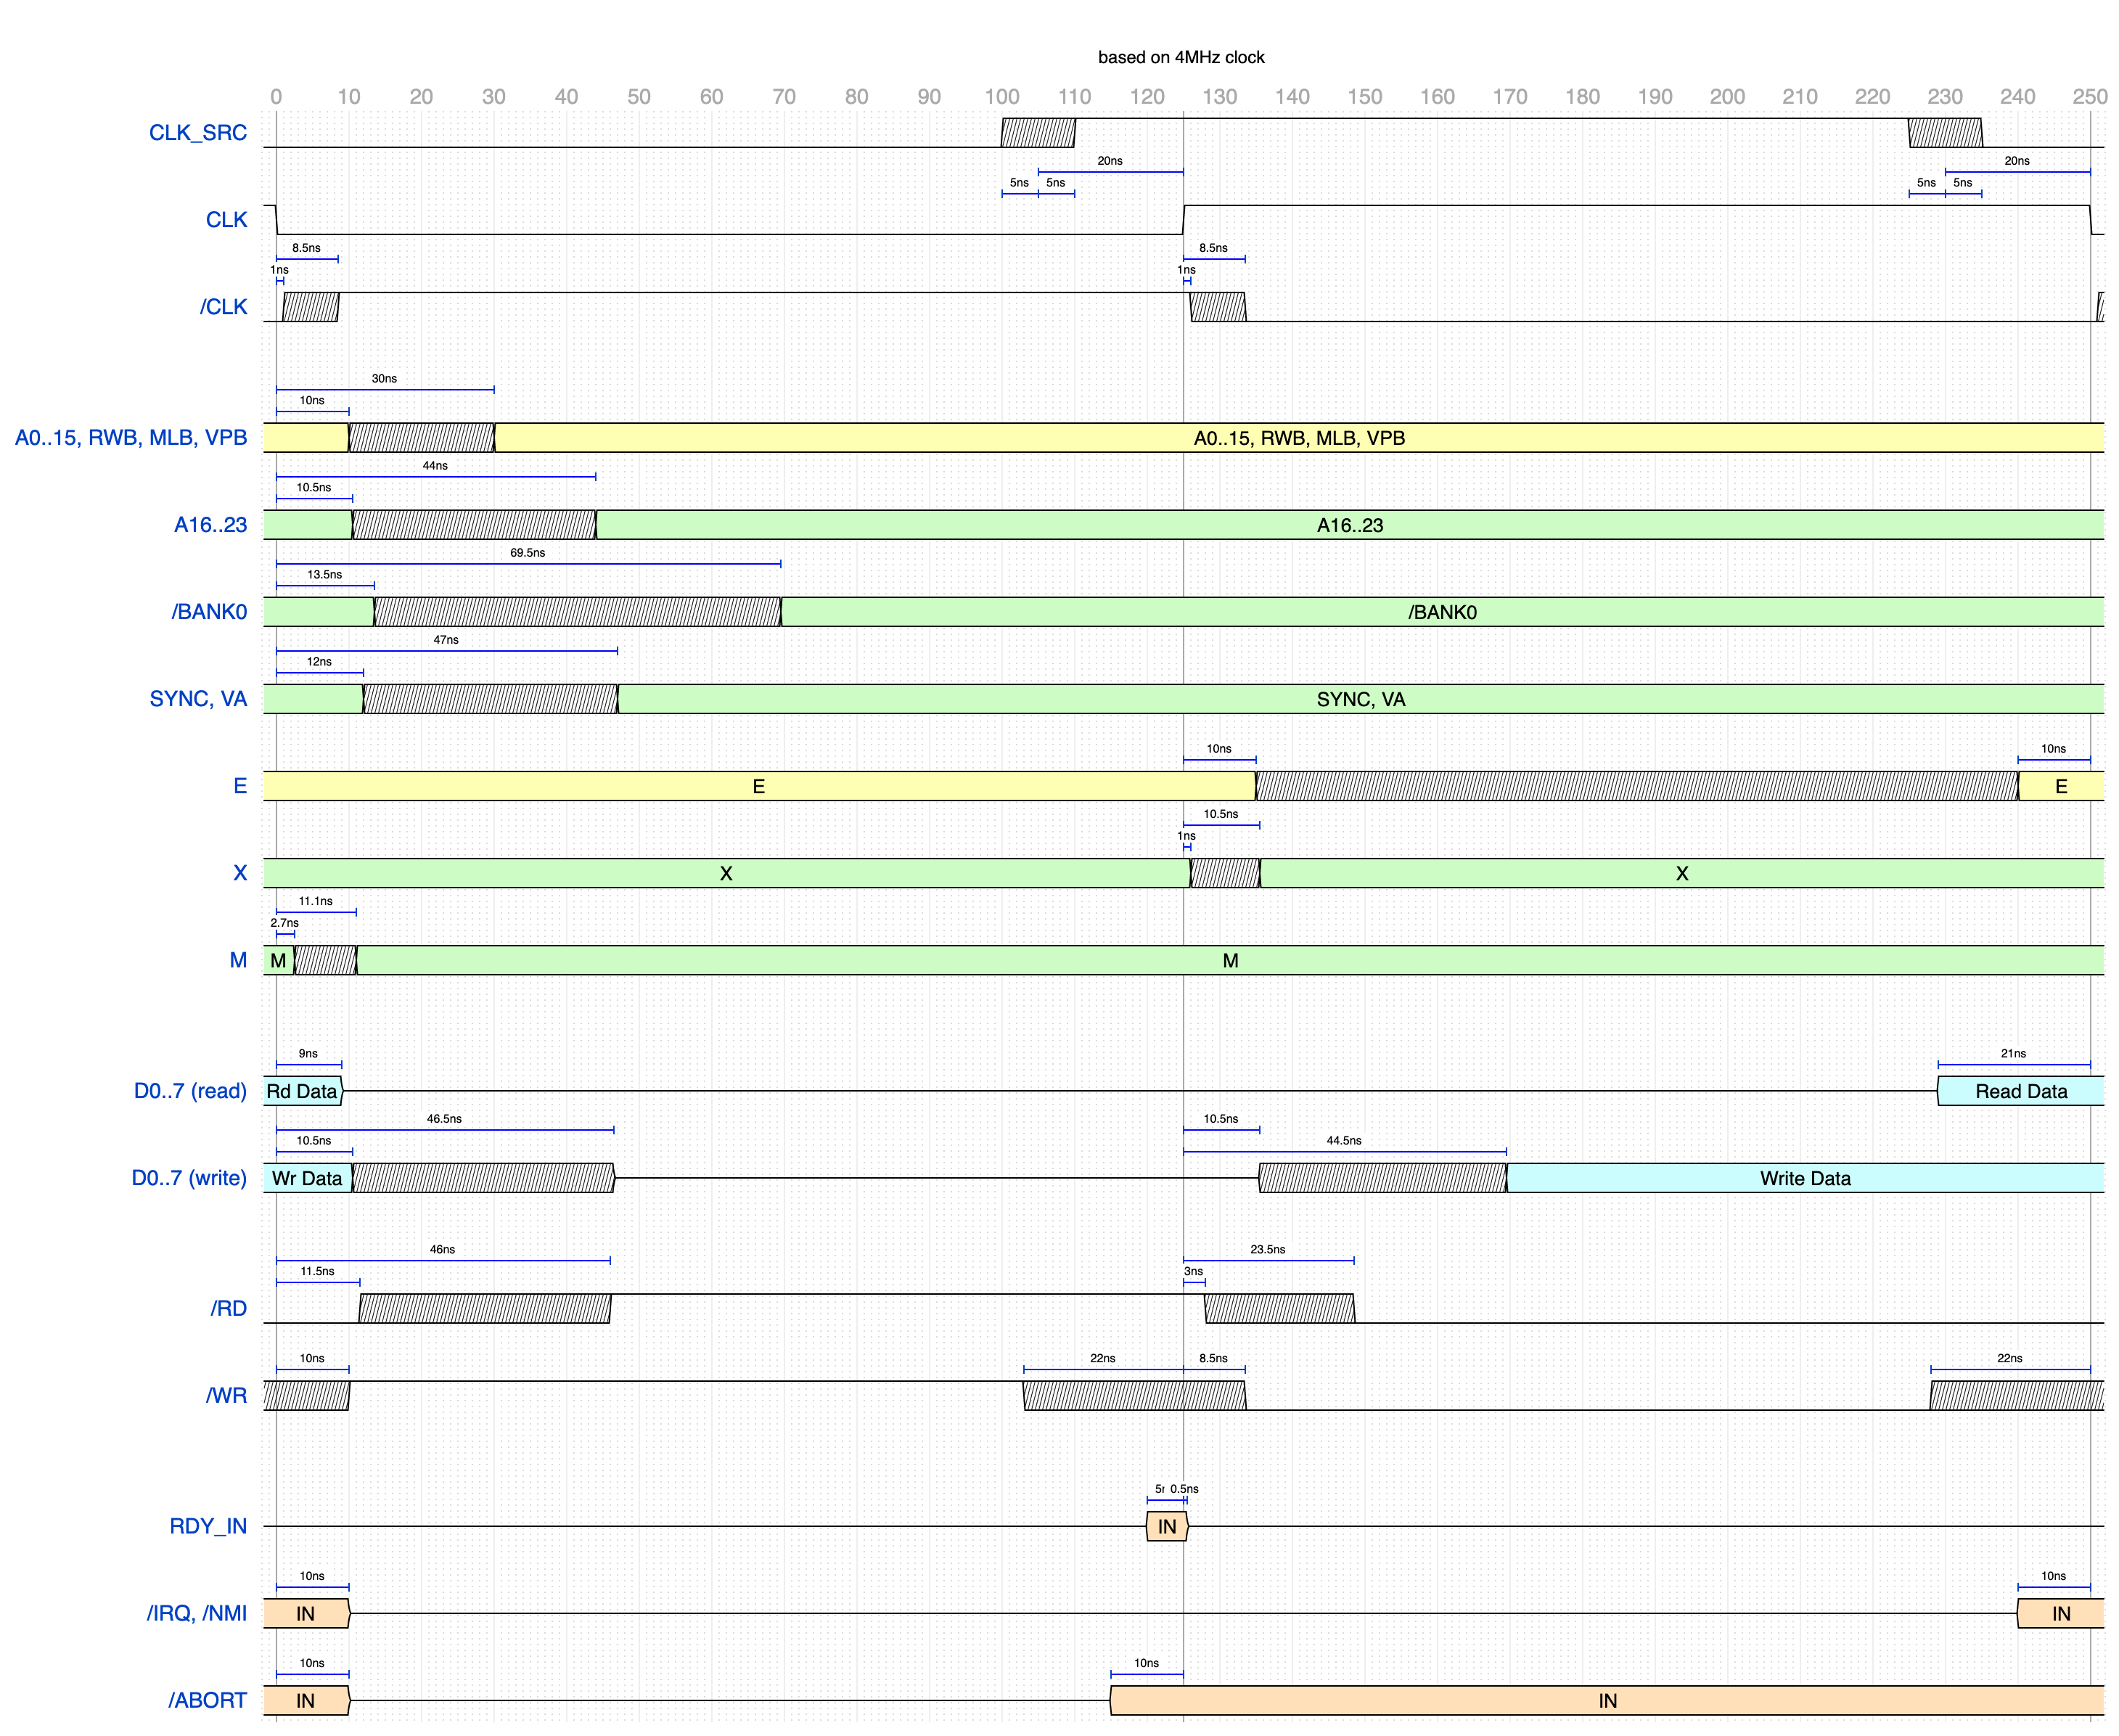 based on 4MHz clock
0 10 20 30 40 50 60 70 80 90 100 110 120 130 140 150 160 170 180 190 200 210 220 230 240 250
CLK_SRC
20ns 20ns
5ns 5ns 5ns 5ns
CLK
8.5ns 8.5ns
1ns 1ns
/CLK
30ns
10ns
A0..15, RWB, MLB, VPB A0..15, RWB, MLB, VPB
44ns
10.5ns
A16..23 A16..23
69.5ns
13.5ns
/BANK0 /BANK0
47ns
12ns
SYNC, VA SYNC, VA
10ns 10ns
E E E
10.5ns
1ns
X X X
11.1ns
2.7ns
M M M
9ns 21ns
D0..7 (read) Rd Data Read Data
46.5ns 10.5ns
10.5ns 44.5ns
D0..7 (write) Wr Data Write Data
46ns 23.5ns
11.5ns 3ns
/RD
10ns 22ns 8.5ns 22ns
/WR
0.5ns
RDY_IN IN
10ns 10ns
/IRQ, /NMI IN IN
10ns 10ns
/ABORT IN IN